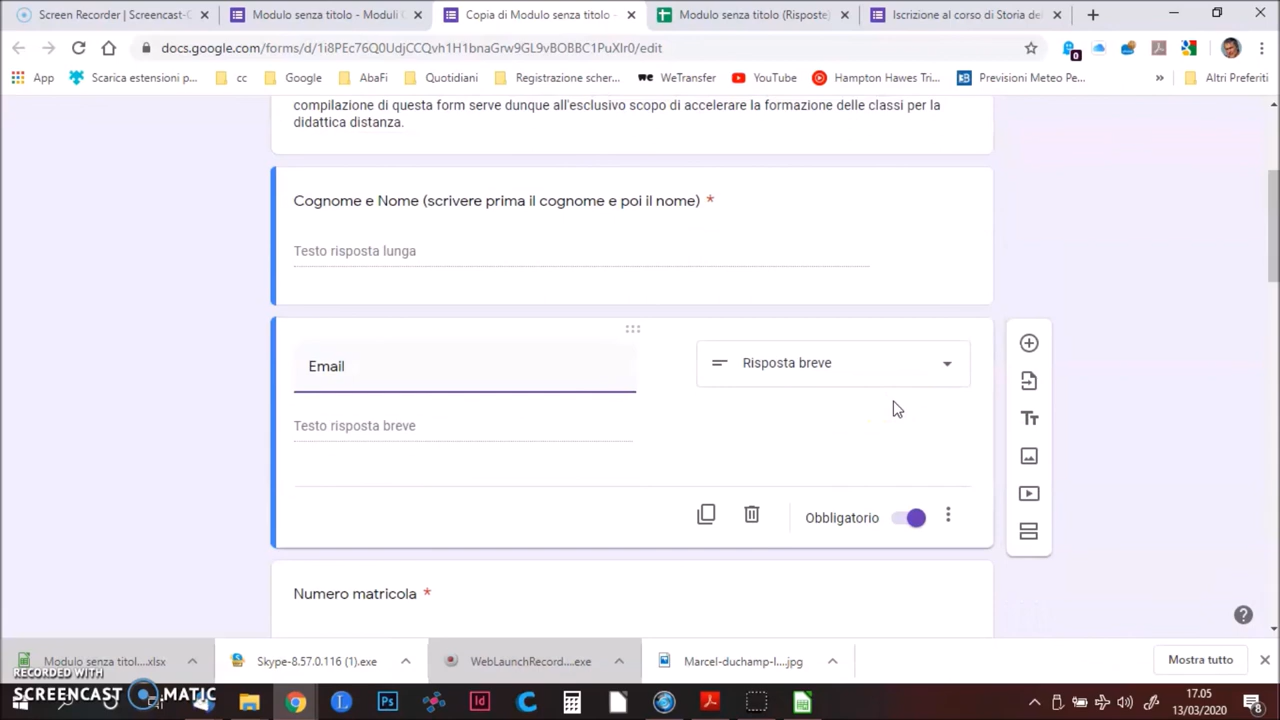 Screen Recorder | Screencast-O
Modulo senza titolo - Moduli G
Copia di Modulo senza titolo -
Modulo senza titolo (Risposte)
Iscrizione al corso di Storia del
docs.google.com/forms/d/1i8PEc76Q0UdjCCQvh1H1bnaGrw9GL9vBOBBC1PuXIr0/edit
App
Scarica estensioni p...
cc
Google
AbaFi
Quotidiani
Registrazione scher...
WeTransfer
YouTube
Hampton Hawes Tri...
Previsioni Meteo Pe...
»
Altri Preferiti
compilazione di questa form serve dunque all'esclusivo scopo di accelerare la formazione delle classi per la
didattica distanza.
Cognome e Nome (scrivere prima il cognome e poi il nome) *
Testo risposta lunga
Email
Risposta breve
Testo risposta breve
Obbligatorio
Numero matricola *
Modulo senza titol....xlsx
Skype-8.57.0.116 (1).exe
WebLaunchRecord....exe
Marcel-duchamp-l....jpg
Mostra tutto
RECORDED WITH
SCREENCAST MATIC
17.05
13/03/2020
8